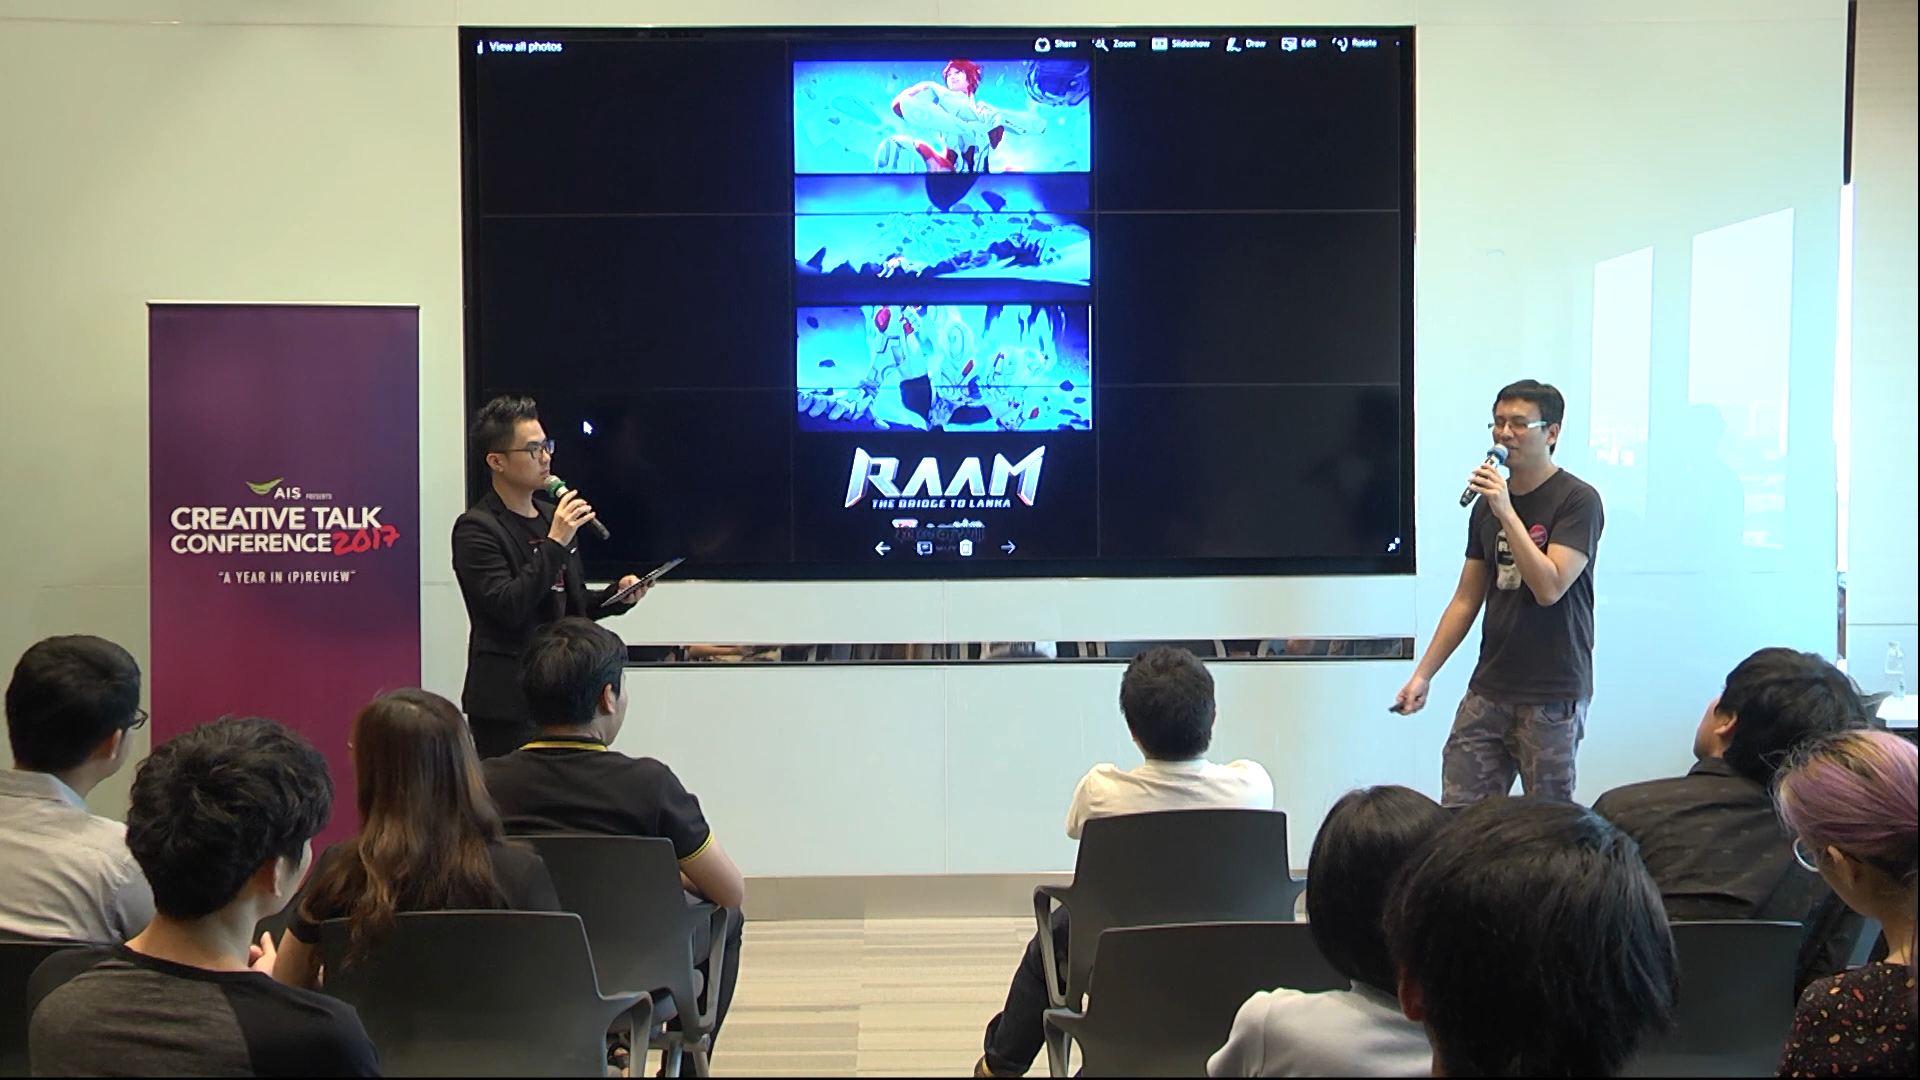 View all photos
Share
Zoom
Slideshow
Draw
Edit
Rotate
RAAM
THE BRIDGE TO LANKA
AIS PRESENTS
CREATIVE TALK
CONFERENCE 2017
"A YEAR IN (P)REVIEW"